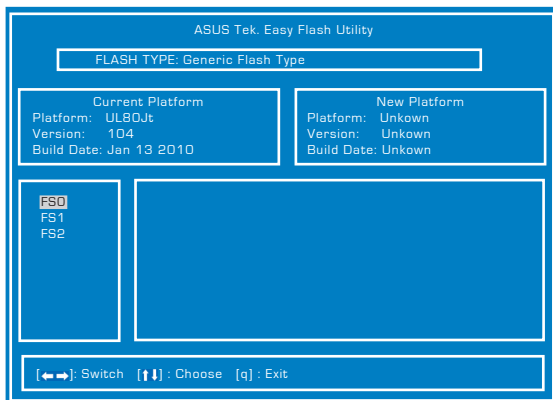 ASUS Tek. Easy Flash Utility
FLASH TYPE: Generic Flash Type
Current Platform
Platform: UL80Jt
Version: 104
Build Date: Jan 13 2010
New Platform
Platform: Unkown
Version: Unkown
Build Date: Unkown
FS0
FS1
FS2
[←→]: Switch [↑↓] : Choose [q] : Exit